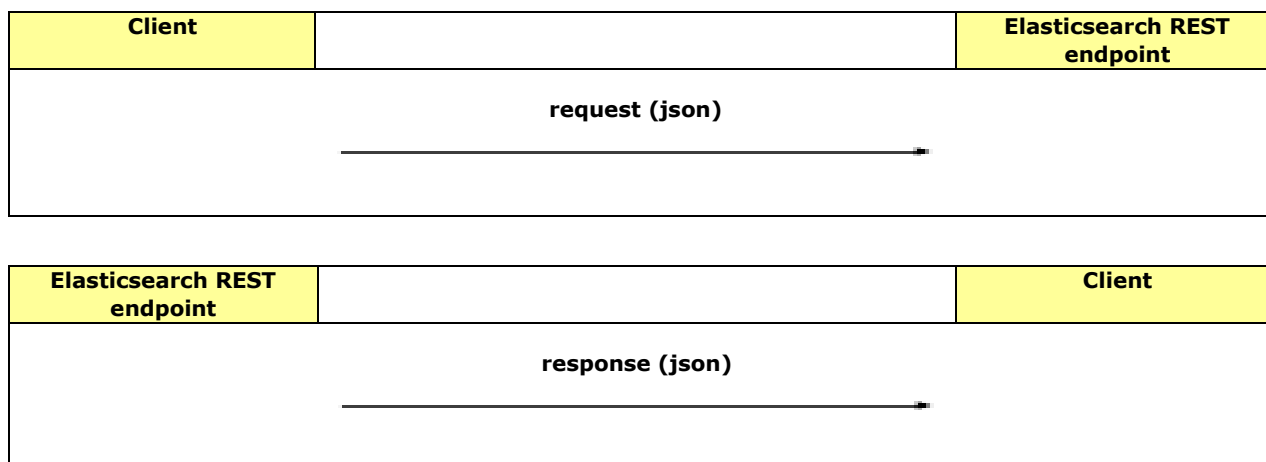 Client
Elasticsearch REST
endpoint
request (json)
Elasticsearch REST
endpoint
Client
response (json)